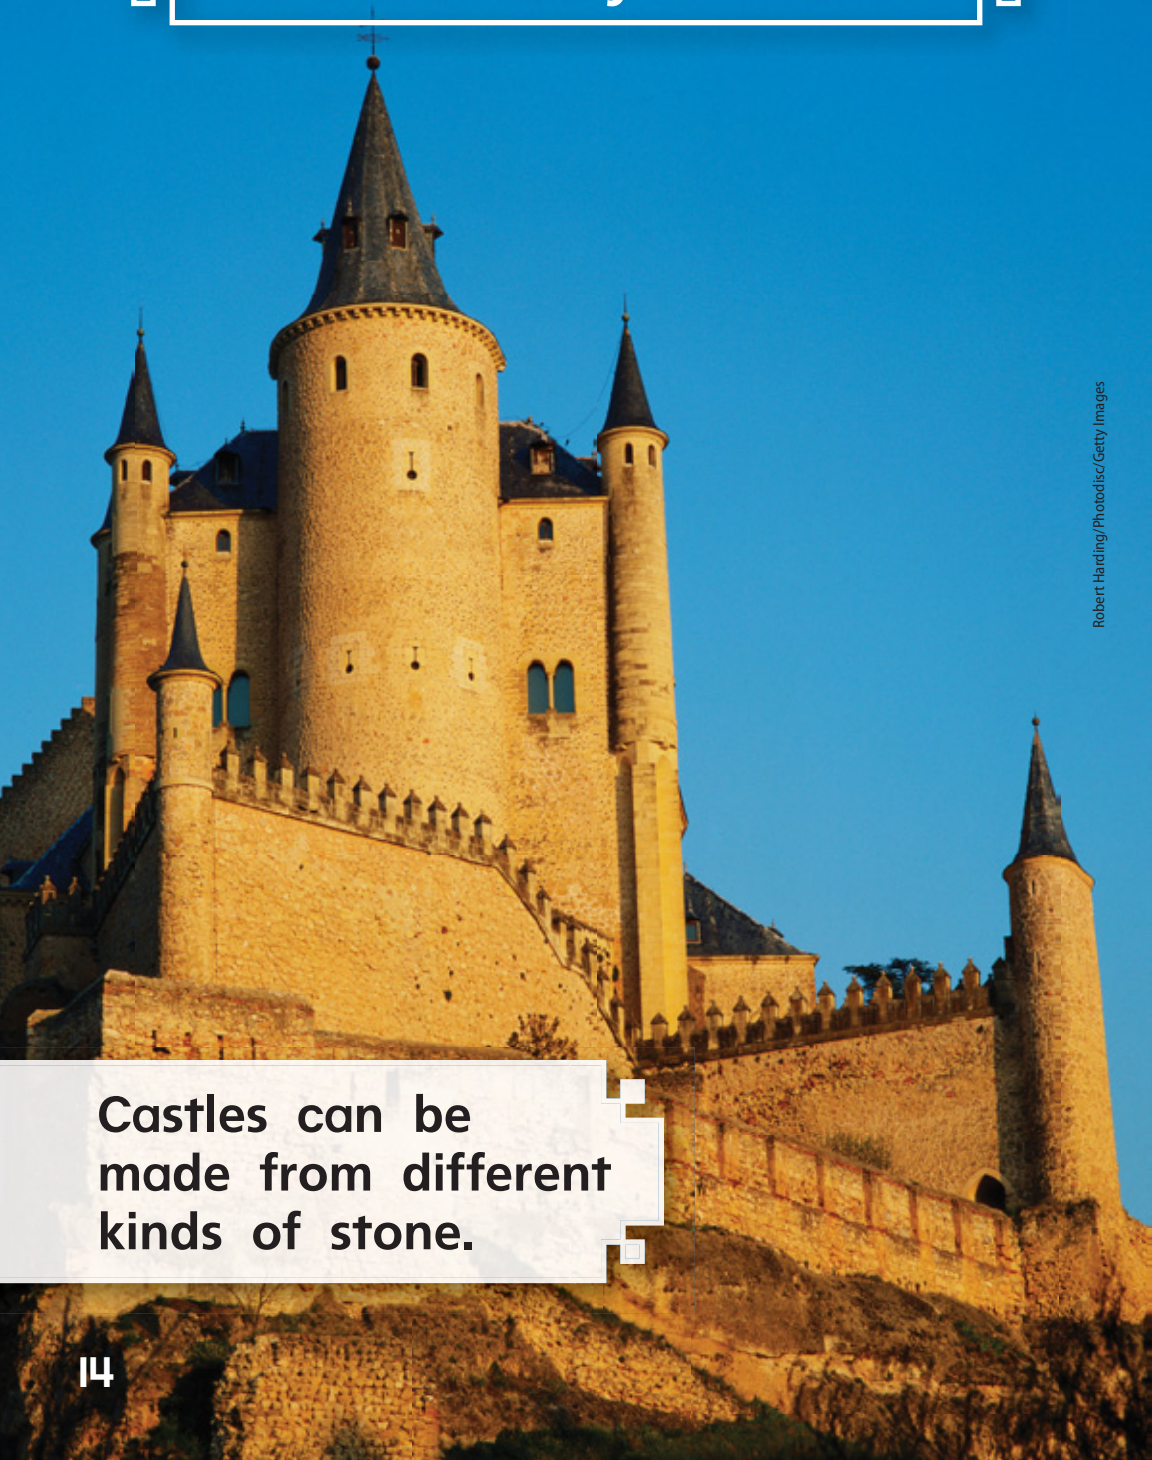 Robert Harding/Photodisc/Getty Images
Castles can be
made from different
kinds of stone.
14